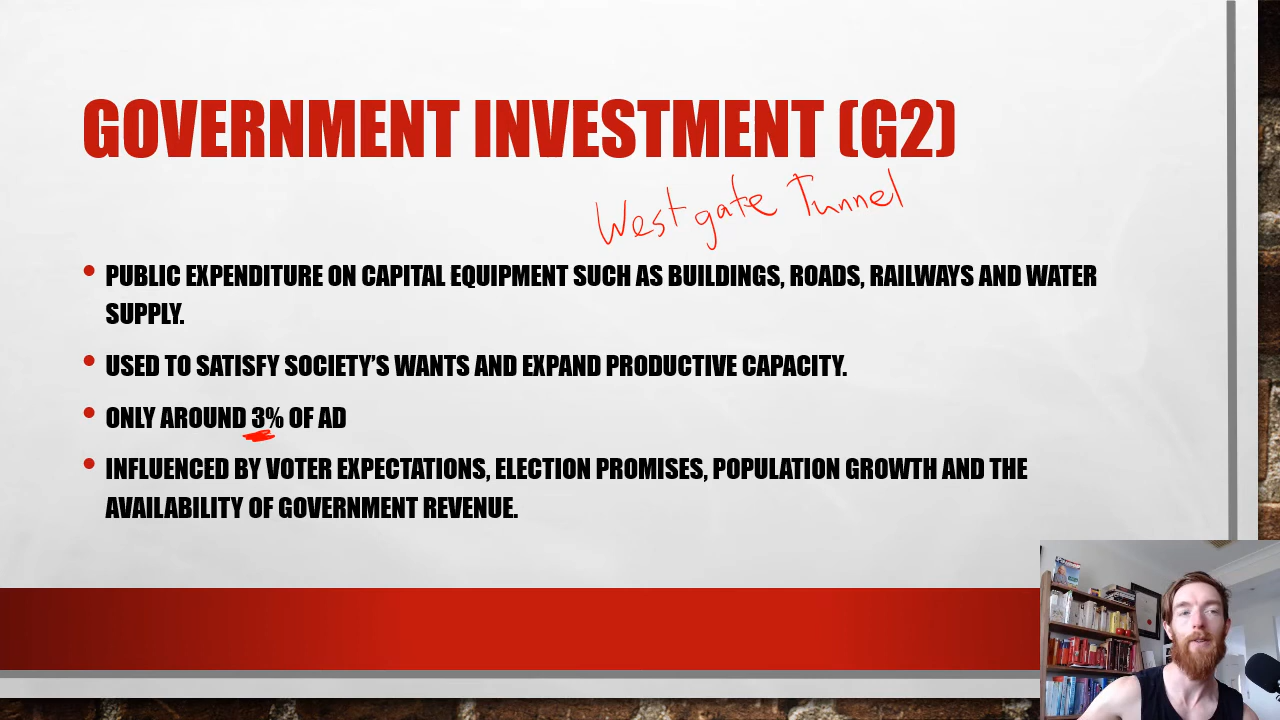 GOVERNMENT INVESTMENT (G2)
West gate Tunnel
PUBLIC EXPENDITURE ON CAPITAL EQUIPMENT SUCH AS BUILDINGS, ROADS, RAILWAYS AND WATER
SUPPLY.
USED TO SATISFY SOCIETY’S WANTS AND EXPAND PRODUCTIVE CAPACITY.
ONLY AROUND 3% OF AD
INFLUENCED BY VOTER EXPECTATIONS, ELECTION PROMISES, POPULATION GROWTH AND THE
AVAILABILITY OF GOVERNMENT REVENUE.